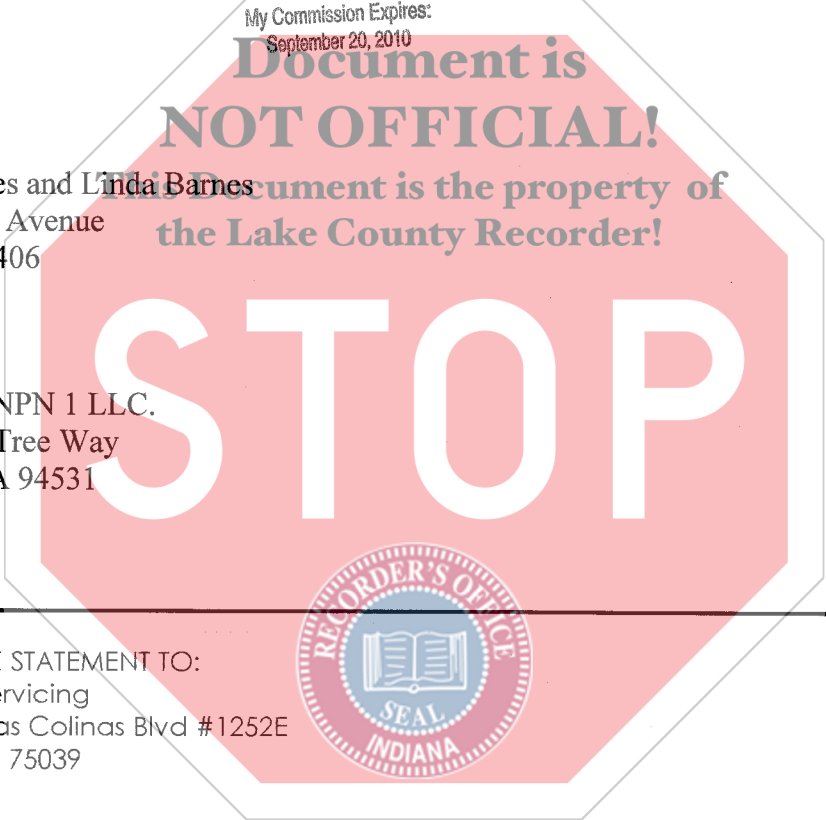 My Commission Expires:
September 20, 2010
Document is
NOT OFFICIAL!
es and Linda Barnes
This Document is the property of
Avenue
the Lake County Recorder!
406
STOP
NPN 1 LLC.
Tree Way
A 94531
RECORDER'S OFFICE
SEAL
INDIANA
STATEMENT TO:
ervicing
as Colinas Blvd #1252E
75039